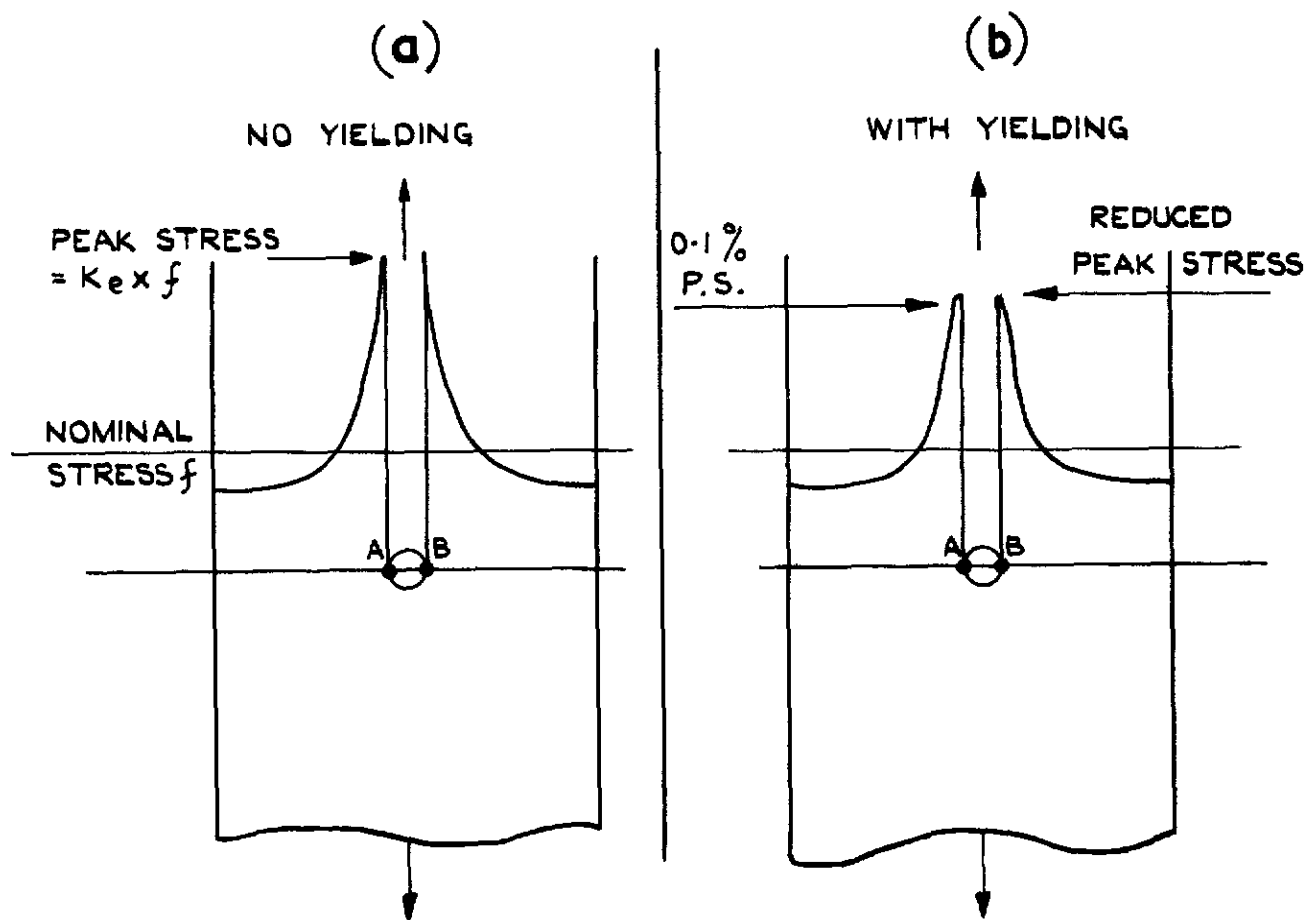 (a)
NO YIELDING
PEAK STRESS
= Ke x f
NOMINAL
STRESS f
A
B
(b)
WITH YIELDING
0.1%
P.S.
REDUCED
PEAK STRESS
A
B